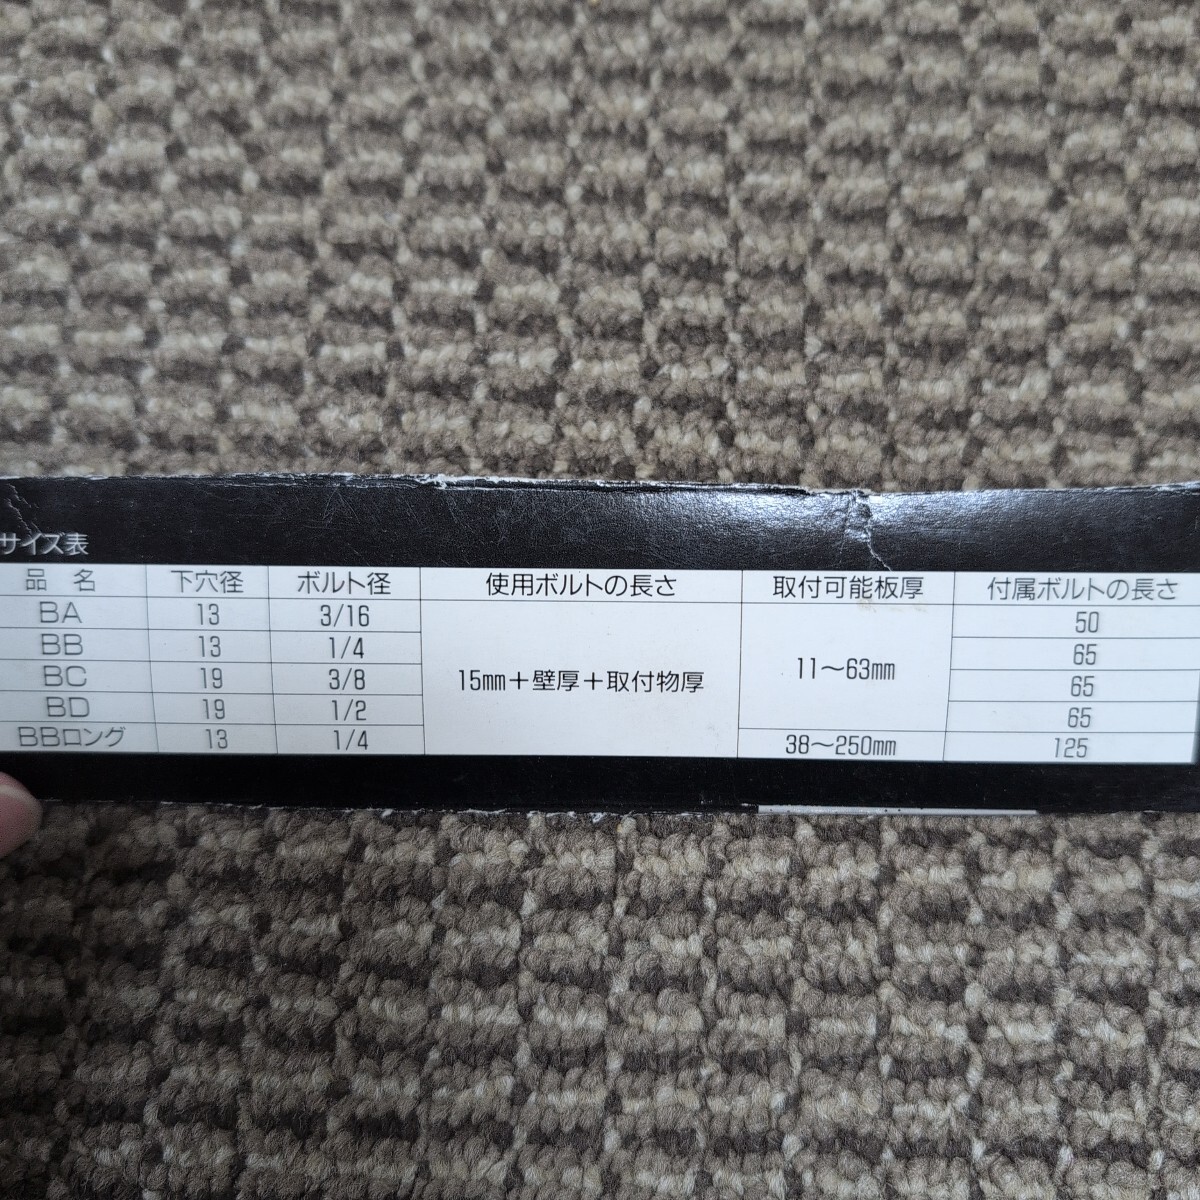 サイズ表
品名 下穴径 ボルト径 使用ボルトの長さ 取付可能板厚 付属ボルトの長さ
BA 13 3/16 15mm+壁厚+取付物厚 11~63mm 50
BB 13 1/4 65
BC 19 3/8 65
BD 19 1/2 65
BBロング 13 1/4 38~250mm 125